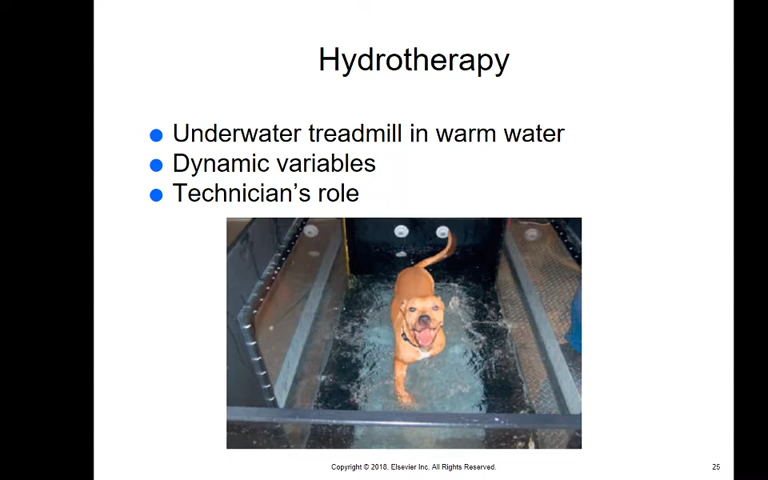 Hydrotherapy
Underwater treadmill in warm water
Dynamic variables
Technician's role
Copyright © 2018, Elsevier Inc. All Rights Reserved.
25